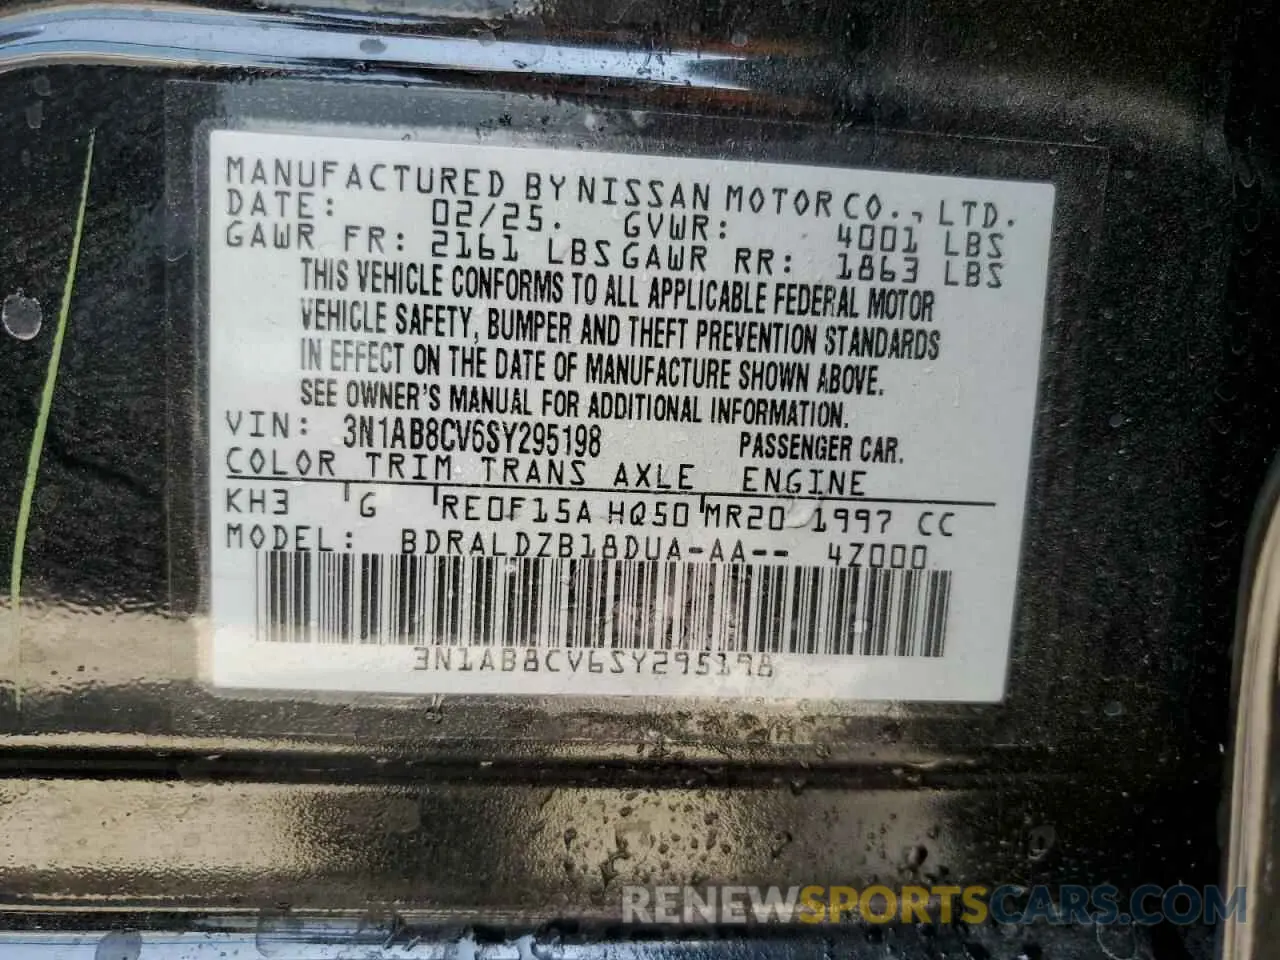 MANUFACTURED BY NISSAN MOTOR CO., LTD.
DATE: 02/25. GVWR: 4001 LBS
GAWR FR: 2161 LBS GAWR RR: 1863 LBS
THIS VEHICLE CONFORMS TO ALL APPLICABLE FEDERAL MOTOR
VEHICLE SAFETY, BUMPER AND THEFT PREVENTION STANDARDS
IN EFFECT ON THE DATE OF MANUFACTURE SHOWN ABOVE.
SEE OWNER'S MANUAL FOR ADDITIONAL INFORMATION.
VIN: 3N1AB8CV6SY295198 PASSENGER CAR.
COLOR TRIM TRANS AXLE ENGINE
KH3 G RE0F15A HQ50 MR20 1997 CC
MODEL: BDRALDZB18DUA-AA-- 4Z000
3N1AB8CV6SY295198
RENEWSPORTSCARS.COM